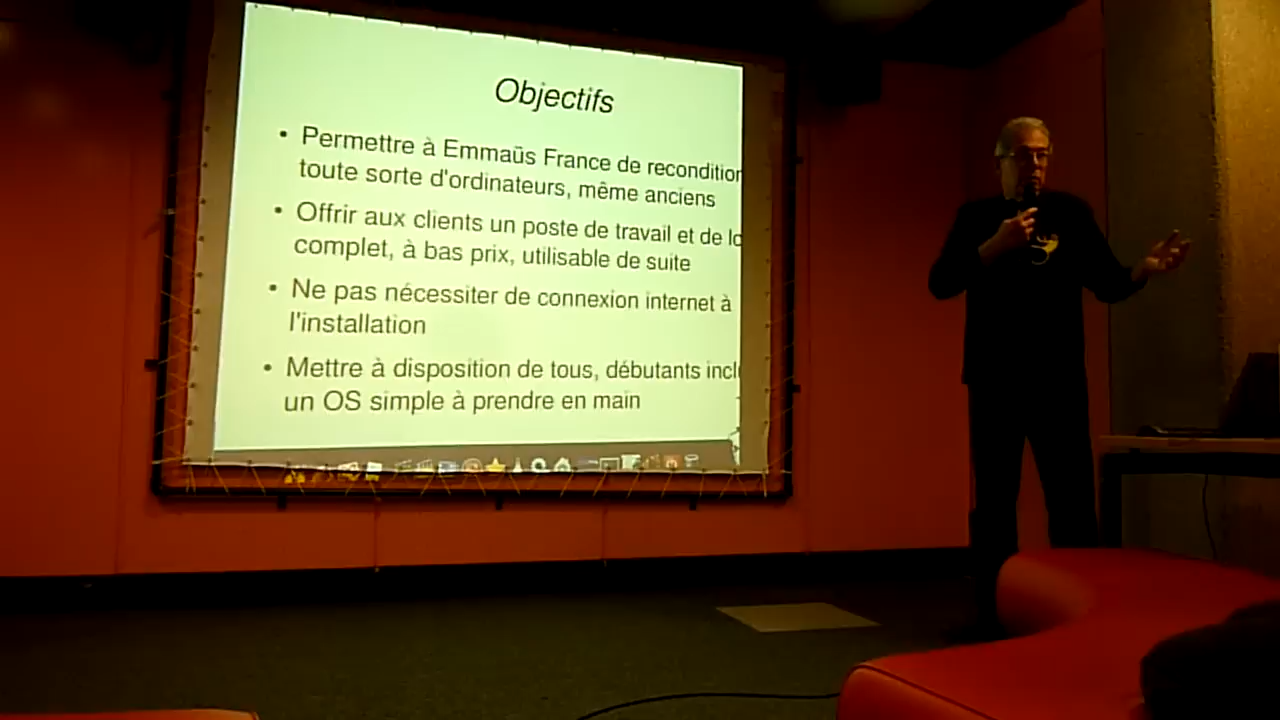 Objectifs
• Permettre à Emmaüs France de recondition
toute sorte d'ordinateurs, même anciens
• Offrir aux clients un poste de travail et de lo
complet, à bas prix, utilisable de suite
• Ne pas nécessiter de connexion internet à
l'installation
• Mettre à disposition de tous, débutants inclu
un OS simple à prendre en main